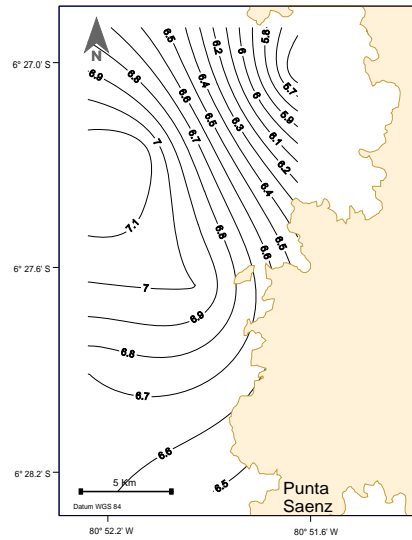 6.5
6.2
5.8
6.9
6.8
6.4
6
6° 27.0' S
N
6.6
5.7
6
6.5
6.3
5.9
7
6.7
6.1
6.2
6.4
7.1
6.8
6.5
6.6
6° 27.6' S
7
6.9
6.8
6.7
6.6
6° 28.2' S
5 Km
6.5
Punta
Saenz
Datum WGS 84
80° 52.2' W
80° 51.6' W